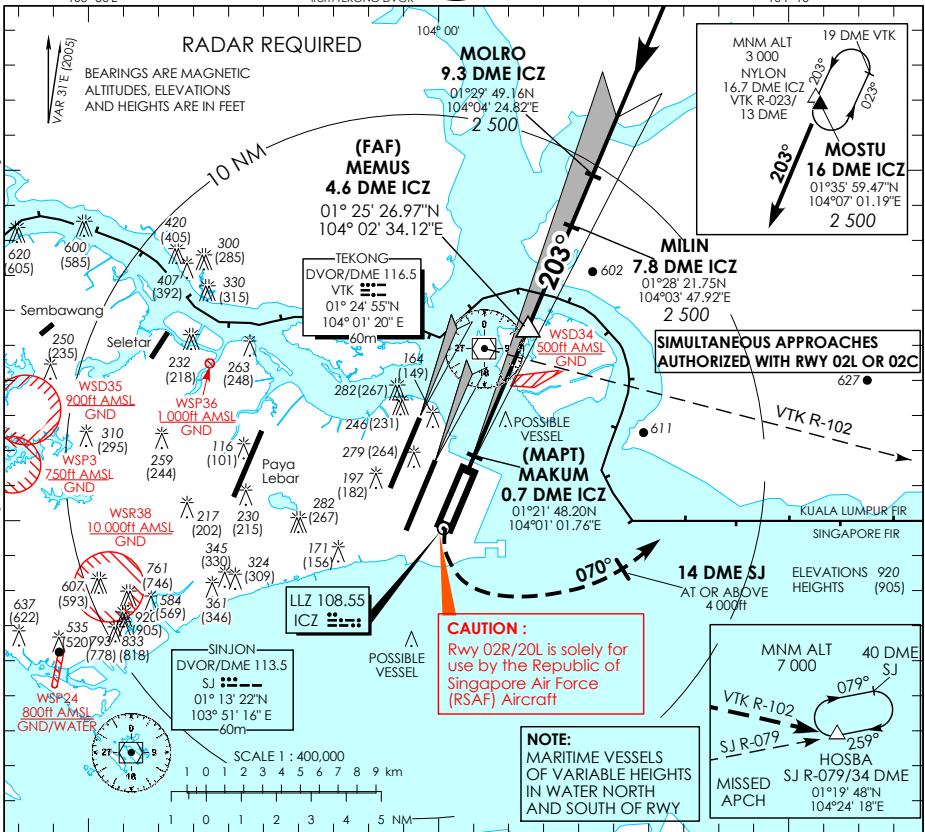 104° 00'
RADAR REQUIRED
VAR 31'E (2005)
BEARINGS ARE MAGNETIC
ALTITUDES, ELEVATIONS
AND HEIGHTS ARE IN FEET
MOLRO
9.3 DME ICZ
01°29' 49.16N
104°04' 24.82"E
2 500
MNM ALT
3 000
NYLON
16.7 DME ICZ
VTK R-023/
13 DME
19 DME VTK
203°
023°
203°
MOSTU
16 DME ICZ
01°35' 59.47"N
104°07' 01.19"E
2 500
10 NM
(FAF)
MEMUS
4.6 DME ICZ
01° 25' 26.97"N
104° 02' 34.12"E
203°
MILIN
7.8 DME ICZ
01°28' 21.75N
104°03' 47.92"E
2 500
602
TEKONG
DVOR/DME 116.5
VTK
01° 24' 55"N
104° 01' 20" E
60m
620
(605)
600
(585)
420
(405)
300
(285)
407
(392)
330
(315)
Sembawang
Seletar
250
(235)
232
(218)
263
(248)
164
(149)
0
27
9
18
WSD34
500ft AMSL
GND
SIMULTANEOUS APPROACHES
AUTHORIZED WITH RWY 02L OR 02C
627
WSD35
900ft AMSL
GND
WSP36
1 000ft AMSL
GND
282(267)
246(231)
POSSIBLE
VESSEL
611
VTK R-102
310
(295)
WSP3
750ft AMSL
GND
259
(244)
116
(101)
Paya
Lebar
279 (264)
197
(182)
(MAPT)
MAKUM
0.7 DME ICZ
01°21' 48.20N
104°01' 01.76"E
WSR38
10 000ft AMSL
GND
217
(202)
230
(215)
282
(267)
KUALA LUMPUR FIR
SINGAPORE FIR
345
(330)
324
(309)
171
(156)
361
(346)
607
(593)
761
(746)
584
(569)
920
(905)
637
(622)
535
(520)
793
(778)
833
(818)
070°
14 DME SJ
AT OR ABOVE
4 000ft
ELEVATIONS 920
HEIGHTS (905)
LLZ 108.55
ICZ
CAUTION :
Rwy 02R/20L is solely for
use by the Republic of
Singapore Air Force
(RSAF) Aircraft
POSSIBLE
VESSEL
SINJON
DVOR/DME 113.5
SJ
01° 13' 22"N
103° 51' 16" E
60m
WSP24
800ft AMSL
GND/WATER
0
27
9
18
MNM ALT
7 000
40 DME
SJ
079°
VTK R-102
SJ R-079
259°
MISSED
APCH
HOSBA
SJ R-079/34 DME
01°19' 48"N
104°24' 18"E
NOTE:
MARITIME VESSELS
OF VARIABLE HEIGHTS
IN WATER NORTH
AND SOUTH OF RWY
SCALE 1 : 400,000
1 0 1 2 3 4 5 6 7 8 9 km
1 0 1 2 3 4 5 NM